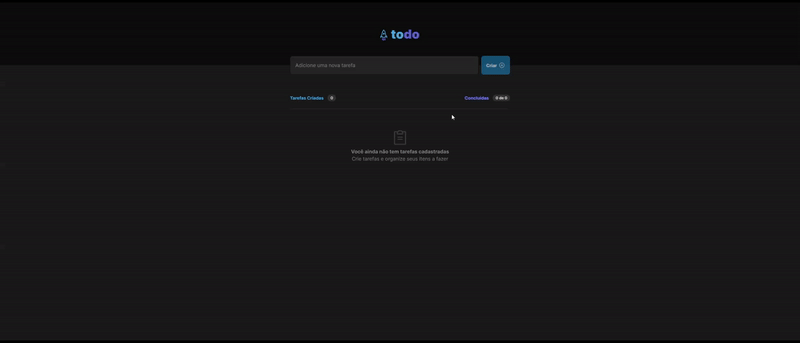 todo
Adicione uma nova tarefa
Criar
Tarefas Criadas 0
Concluídas 0 de 0
Você ainda não tem tarefas cadastradas
Crie tarefas e organize seus itens a fazer